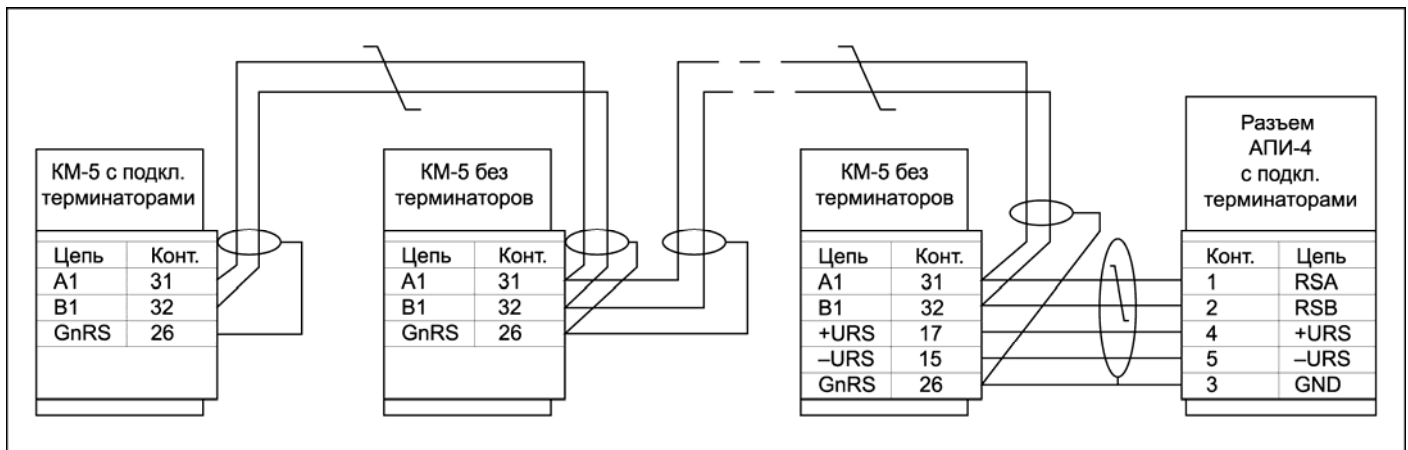 КМ-5 с подкл.
терминаторами
Цепь Конт.
A1 31
B1 32
GnRS 26
КМ-5 без
терминаторов
Цепь Конт.
A1 31
B1 32
GnRS 26
КМ-5 без
терминаторов
Цепь Конт.
A1 31
B1 32
+URS 17
–URS 15
GnRS 26
Разъем
АПИ-4
с подкл.
терминаторами
Конт. Цепь
1 RSA
2 RSB
4 +URS
5 –URS
3 GND